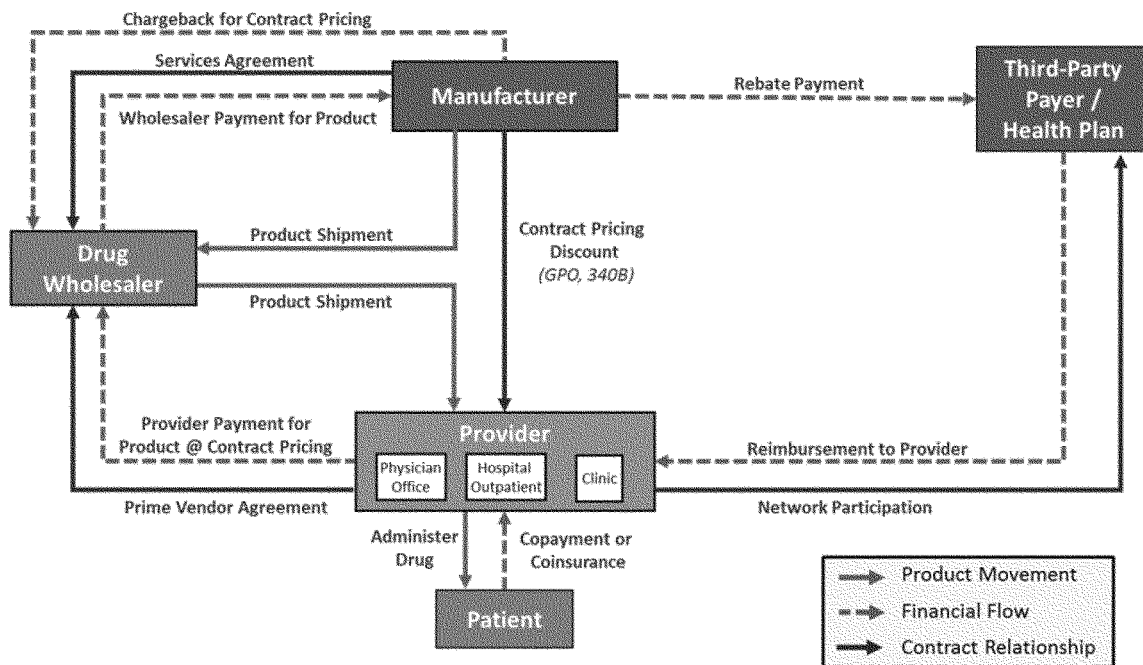 Chargeback for Contract Pricing
Services Agreement
Manufacturer
Wholesaler Payment for Product
Rebate Payment
Third-Party
Payer /
Health Plan
Product Shipment
Drug
Wholesaler
Product Shipment
Contract Pricing
Discount
(GPO, 340B)
Provider Payment for
Product @ Contract Pricing
Provider
Physician
Office
Hospital
Outpatient
Clinic
Reimbursement to Provider
Prime Vendor Agreement
Network Participation
Administer
Drug
Copayment or
Coinsurance
Patient
Product Movement
Financial Flow
Contract Relationship